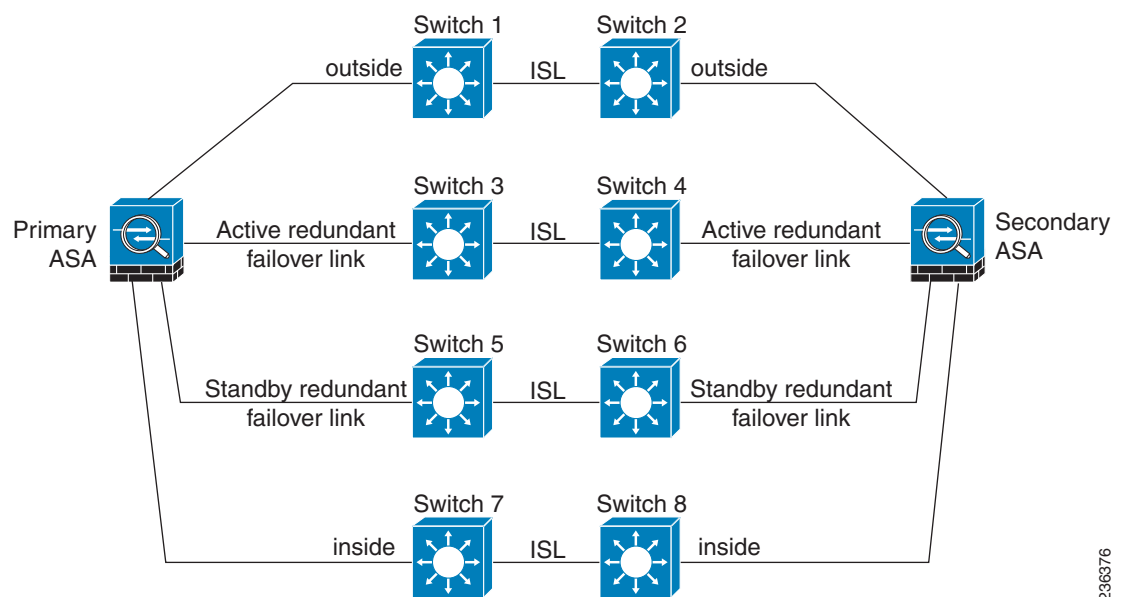 Switch 1
Switch 2
outside
ISL
outside
Switch 3
Switch 4
Primary
ASA
Active redundant
failover link
ISL
Active redundant
failover link
Secondary
ASA
Switch 5
Switch 6
Standby redundant
failover link
ISL
Standby redundant
failover link
Switch 7
Switch 8
inside
ISL
inside
236376